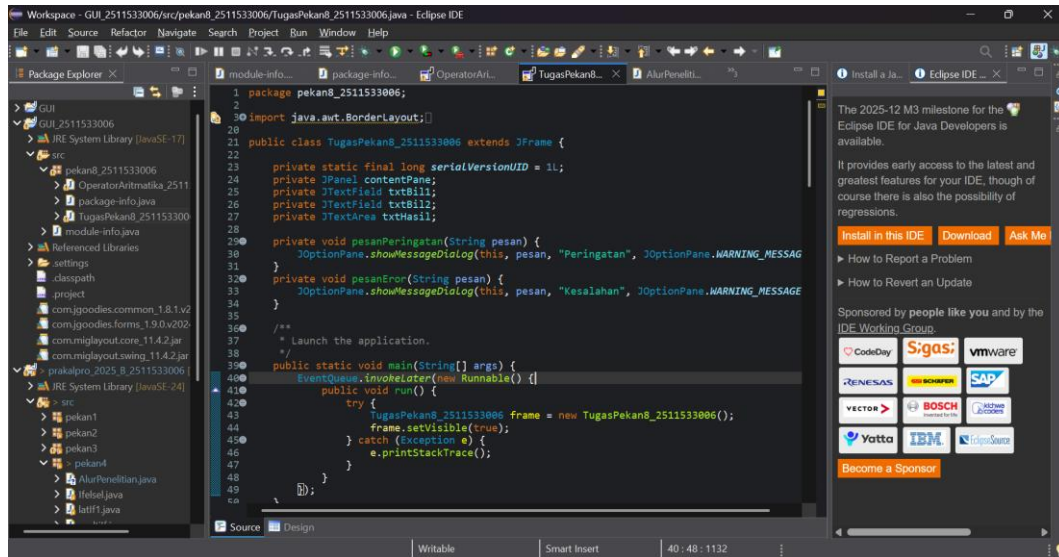 Workspace - GUI_2511533006/src/pekan8_2511533006/TugasPekan8_2511533006.java - Eclipse IDE
File Edit Source Refactor Navigate Search Project Run Window Help
Package Explorer
GUI
GUI_2511533006
JRE System Library [JavaSE-17]
src
pekan8_2511533006
OperatorAritmatika_2511
package-info.java
TugasPekan8_25115330
module-info.java
Referenced Libraries
.settings
.classpath
.project
com.jgoodies.common_1.8.1.v2
com.jgoodies.forms_1.9.0.v202
com.miglayout.core_11.4.2.jar
com.miglayout.swing_11.4.2.jar
> prakalpro_2025_B_2511533006 [
JRE System Library [JavaSE-24]
> src
pekan1
pekan2
pekan3
> pekan4
AlurPenelitian.java
Ifelsel.java
latIf1.java
module-info... package-info... OperatorAri... TugasPekan8... AlurPeneliti...
1 package pekan8_2511533006;
2
3 import java.awt.BorderLayout;
20
21 public class TugasPekan8_2511533006 extends JFrame {
22
23 private static final long serialVersionUID = 1L;
24 private JPanel contentPane;
25 private JTextField txtBil1;
26 private JTextField txtBil2;
27 private JTextArea txtHasil;
28
29 private void pesanPeringatan(String pesan) {
30 JOptionPane.showMessageDialog(this, pesan, "Peringatan", JOptionPane.WARNING_MESSAG
31 }
32 private void pesanEror(String pesan) {
33 JOptionPane.showMessageDialog(this, pesan, "Kesalahan", JOptionPane.WARNING_MESSAGE
34 }
35
36 /**
37 * Launch the application.
38 */
39 public static void main(String[] args) {
40 EventQueue.invokeLater(new Runnable() {
41 public void run() {
42 try {
43 TugasPekan8_2511533006 frame = new TugasPekan8_2511533006();
44 frame.setVisible(true);
45 } catch (Exception e) {
46 e.printStackTrace();
47 }
48 }
49 });
50 }
Source Design
Writable Smart Insert 40 : 48 : 1132
Install a Ja... Eclipse IDE ...
The 2025-12 M3 milestone for the
Eclipse IDE for Java Developers is
available.
It provides early access to the latest and
greatest features for your IDE, though of
course there is also the possibility of
regressions.
Install in this IDE Download Ask Me
How to Report a Problem
How to Revert an Update
Sponsored by people like you and by the
IDE Working Group.
CodeDay Sigasi vmware
RENESAS SCHAFER SAP
VECTOR BOSCH
Yatta IBM EclipseSource
Become a Sponsor